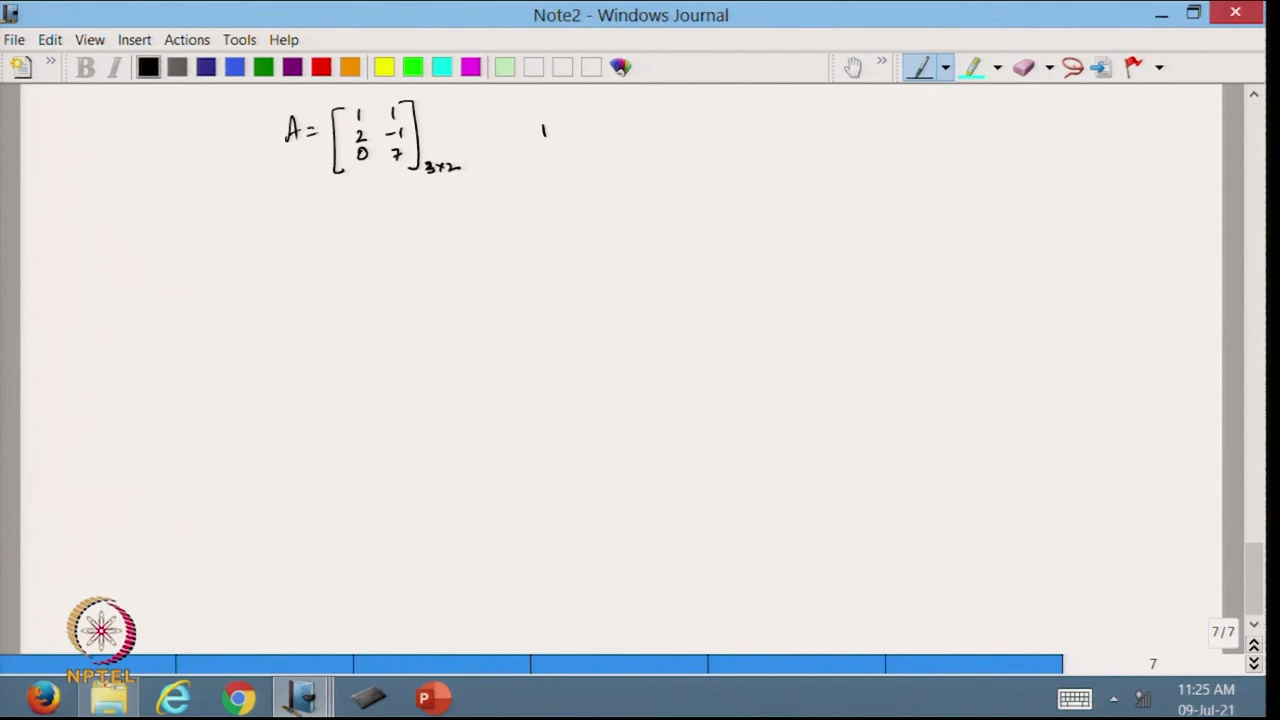 Note2 - Windows Journal
File Edit View Insert Actions Tools Help
B I
A = [ 1 1
2 -1
0 7 ] 3×2
1
7/7
7
NPTEL
11:25 AM
09-Jul-21